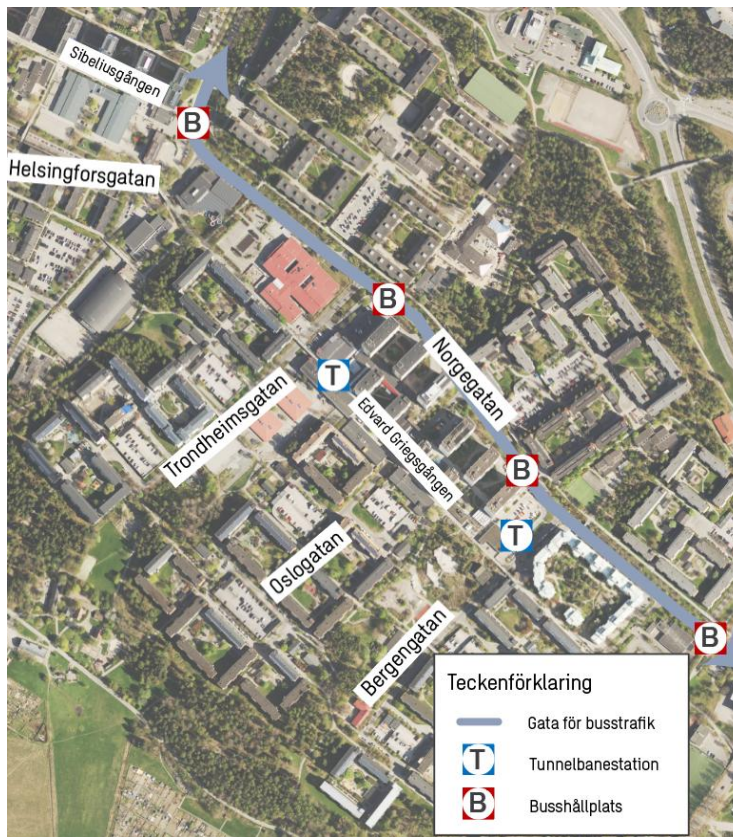 Sibeliusgången
B
Helsingforsgatan
B
T
Norgegatan
Trondheimsgatan
Edvard Griegsgången
B
T
Oslogatan
Bergengatan
B
Teckenförklaring
Gata för busstrafik
T Tunnelbanestation
B Busshållplats